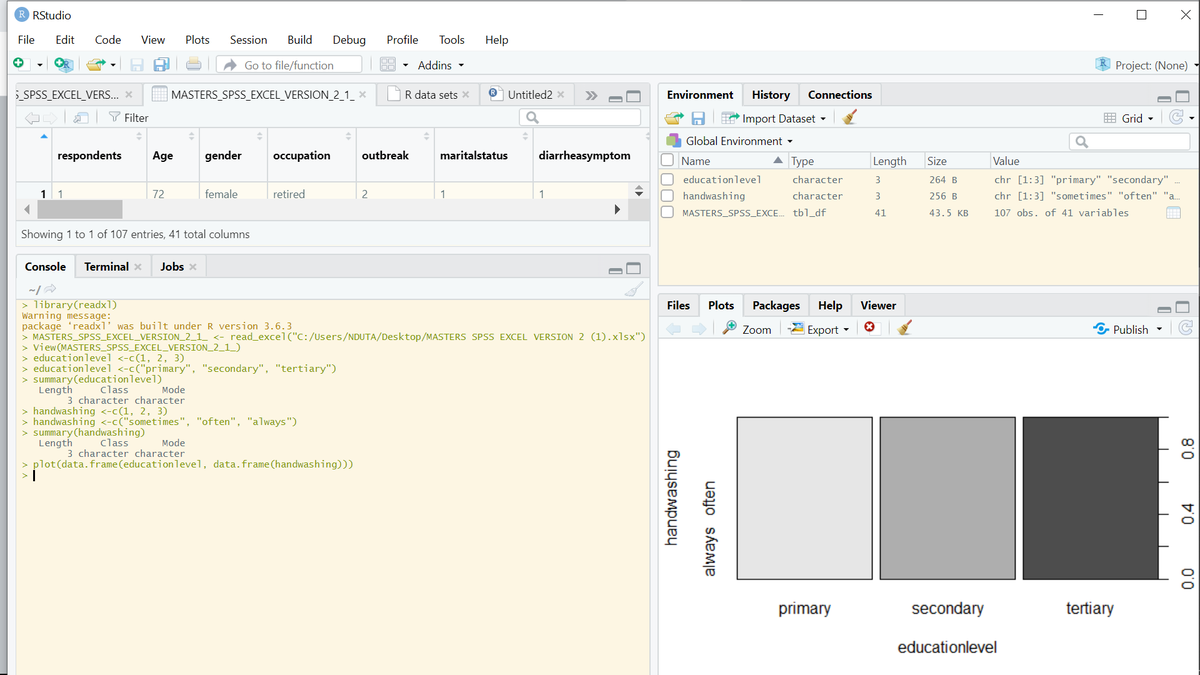 RStudio
File Edit Code View Plots Session Build Debug Profile Tools Help
Go to file/function Addins Project: (None)
S_SPSS_EXCEL_VERS... MASTERS_SPSS_EXCEL_VERSION_2_1_ R data sets Untitled2
Filter
respondents Age gender occupation outbreak maritalstatus diarrheasymptom
1 1 72 female retired 2 1 1
Showing 1 to 1 of 107 entries, 41 total columns
Console Terminal Jobs
~/
> library(readxl)
Warning message:
package 'readxl' was built under R version 3.6.3
> MASTERS_SPSS_EXCEL_VERSION_2_1_ <- read_excel("C:/Users/NDUTA/Desktop/MASTERS SPSS EXCEL VERSION 2 (1).xlsx")
> View(MASTERS_SPSS_EXCEL_VERSION_2_1_)
> educationlevel <-c(1, 2, 3)
> educationlevel <-c("primary", "secondary", "tertiary")
> summary(educationlevel)
Length Class Mode
3 character character
> handwashing <-c(1, 2, 3)
> handwashing <-c("sometimes", "often", "always")
> summary(handwashing)
Length Class Mode
3 character character
> plot(data.frame(educationlevel, data.frame(handwashing)))
>
Environment History Connections
Import Dataset Grid
Global Environment
Name Type Length Size Value
educationlevel character 3 264 B chr [1:3] "primary" "secondary" …
handwashing character 3 256 B chr [1:3] "sometimes" "often" "a…
MASTERS_SPSS_EXCE… tbl_df 41 43.5 KB 107 obs. of 41 variables
Files Plots Packages Help Viewer
Zoom Export Publish
handwashing
always often
0.8
0.4
0.0
primary secondary tertiary
educationlevel